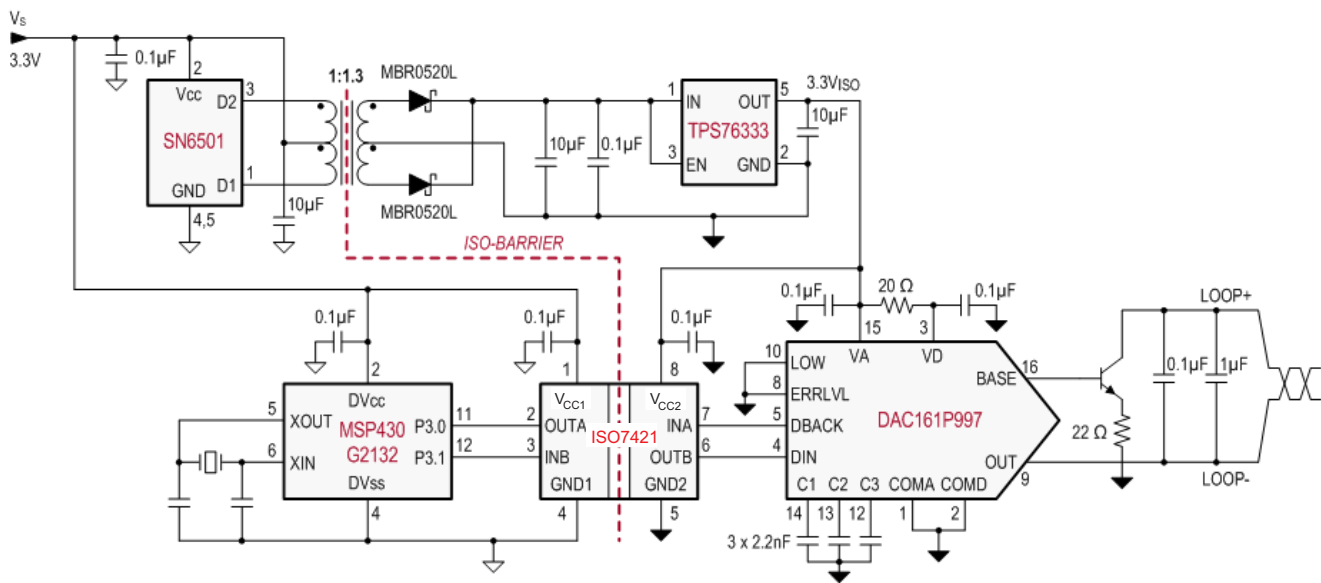 VS
3.3V
0.1µF
2
Vcc
D2
3
SN6501
D1
1
GND
4,5
10µF
1:1.3
MBR0520L
MBR0520L
10µF
0.1µF
1
IN
OUT
5
TPS76333
3
EN
GND
2
3.3VISO
10µF
ISO-BARRIER
0.1µF
2
DVcc
5
XOUT
MSP430
G2132
P3.0
11
6
XIN
P3.1
12
DVss
4
0.1µF
1
VCC1
2
OUTA
3
INB
GND1
4
ISO7421
0.1µF
8
VCC2
INA
7
OUTB
6
GND2
5
0.1µF
20 Ω
0.1µF
15
3
VA
VD
10
LOW
8
ERRLVL
5
DBACK
4
DIN
DAC161P997
BASE
16
OUT
9
C1
C2
C3
COMA
COMD
14
13
12
1
2
3 x 2.2nF
22 Ω
0.1µF
1µF
LOOP+
LOOP-